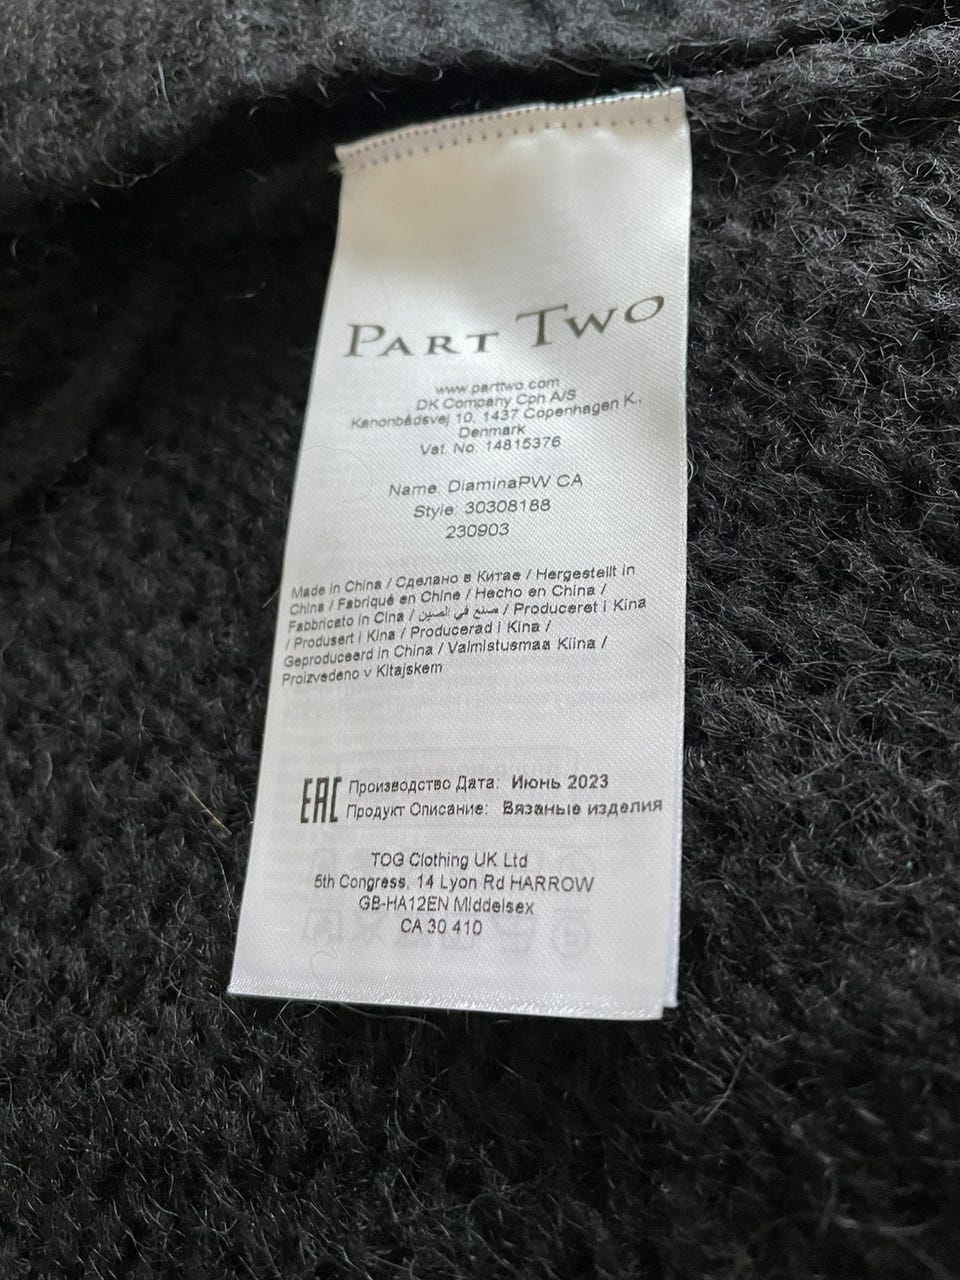 PART TWO
www.parttwo.com
DK Company Cph A/S
Kanonbådsvej 10, 1437 Copenhagen K.,
Denmark
Vat. No. 14815376
Name: DiaminaPW CA
Style: 30308188
230903
Made in China / Сделано в Китае / Hergestellt in
China / Fabriqué en Chine / Hecho en China /
Fabbricato in Cina / صنع في الصين / Produceret i Kina
/ Produsert i Kina / Producerad i Kina /
Geproduceerd in China / Valmistusmaa Kiina /
Proizvedeno v Kitajskem
EAC
Производство Дата: Июнь 2023
Продукт Описание: Вязаные изделия
TOG Clothing UK Ltd
5th Congress, 14 Lyon Rd HARROW
GB-HA12EN Middelsex
CA 30 410